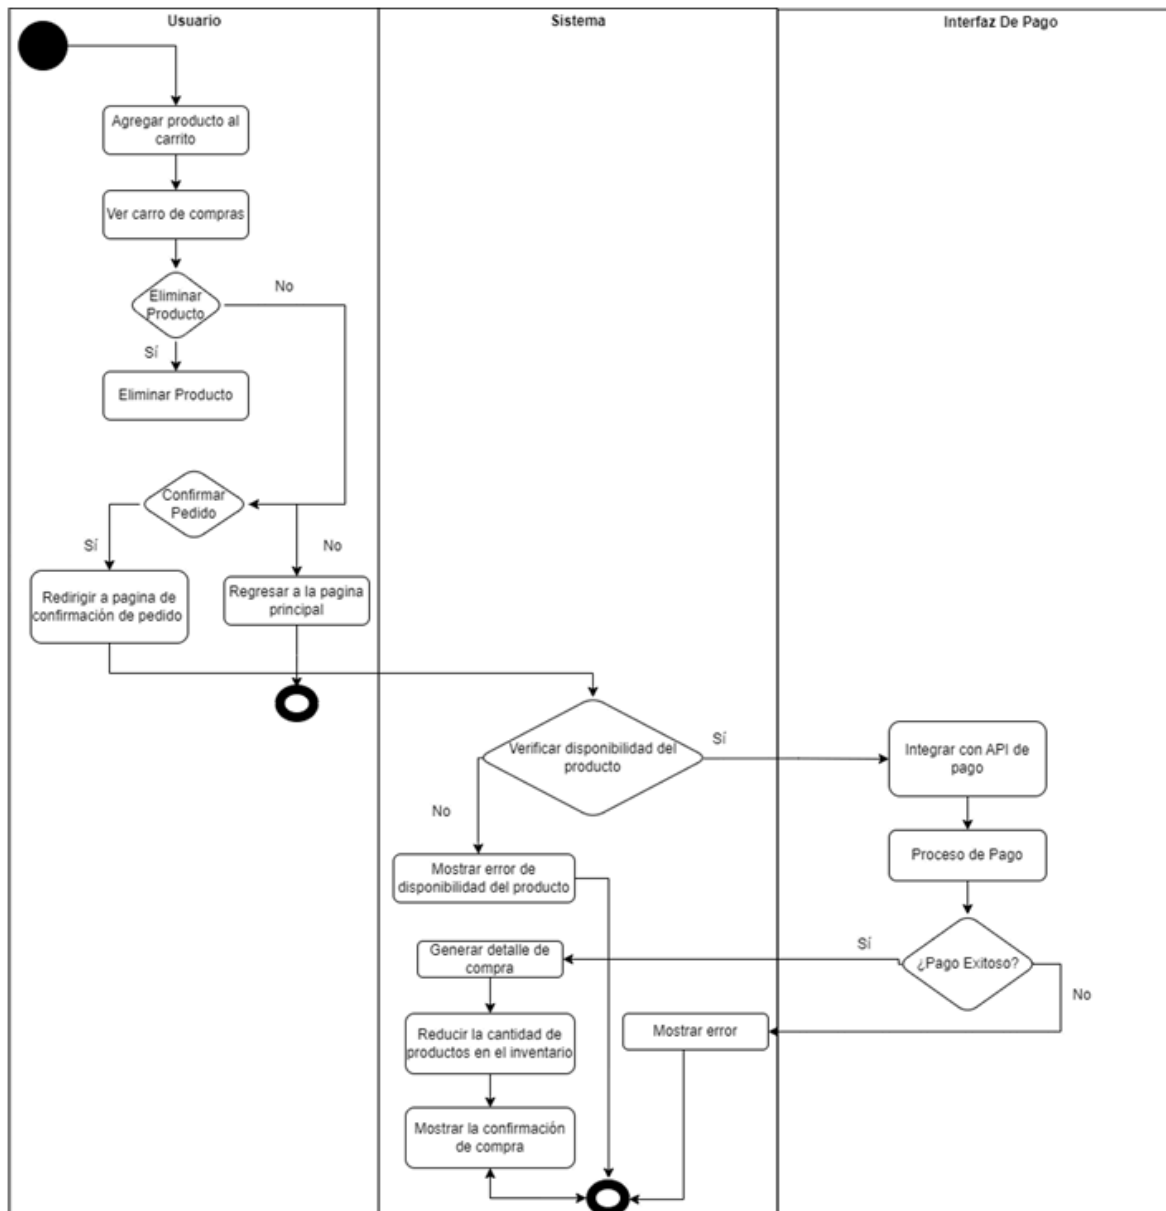 Usuario
Sistema
Interfaz De Pago
Agregar producto al
carrito
Ver carro de compras
Eliminar
Producto
No
Sí
Eliminar Producto
Confirmar
Pedido
Sí
No
Redirigir a pagina de
confirmación de pedido
Regresar a la pagina
principal
Verificar disponibilidad del
producto
Sí
No
Integrar con API de
pago
Proceso de Pago
Mostrar error de
disponibilidad del producto
¿Pago Exitoso?
Sí
No
Generar detalle de
compra
Reducir la cantidad de
productos en el inventario
Mostrar error
Mostrar la confirmación
de compra